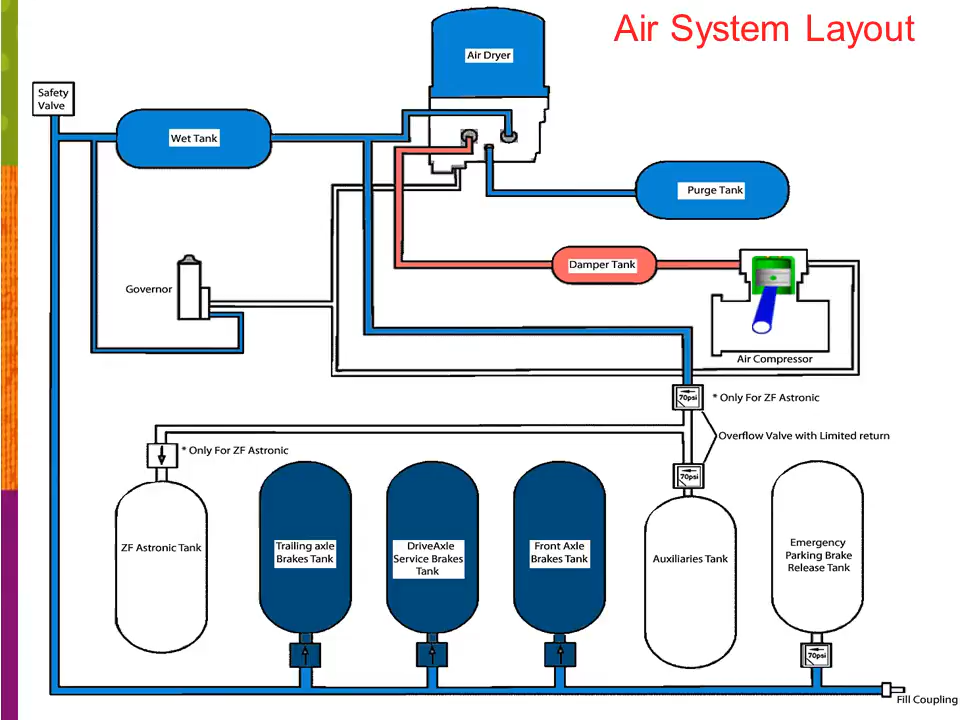 Air System Layout
Air Dryer
Safety
Valve
Wet Tank
Purge Tank
Damper Tank
Governor
Air Compressor
70psi
* Only For ZF Astronic
Overflow Valve with Limited return
* Only For ZF Astronic
70psi
ZF Astronic Tank
Trailing axle
Brakes Tank
DriveAxle
Service Brakes
Tank
Front Axle
Brakes Tank
Auxiliaries Tank
Emergency
Parking Brake
Release Tank
70psi
Fill Coupling